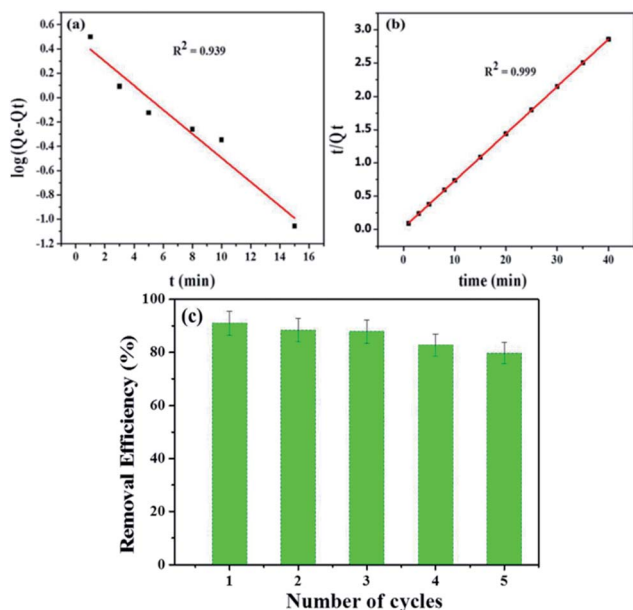 (a)
R² = 0.939
log(Qe-Qt)
0.6
0.4
0.2
0.0
-0.2
-0.4
-0.6
-0.8
-1.0
-1.2
0 2 4 6 8 10 12 14 16
t (min)
(b)
R² = 0.999
t/Qt
3.0
2.5
2.0
1.5
1.0
0.5
0.0
0 10 20 30 40
time (min)
(c)
Removal Efficiency (%)
100
80
60
40
20
0
1 2 3 4 5
Number of cycles